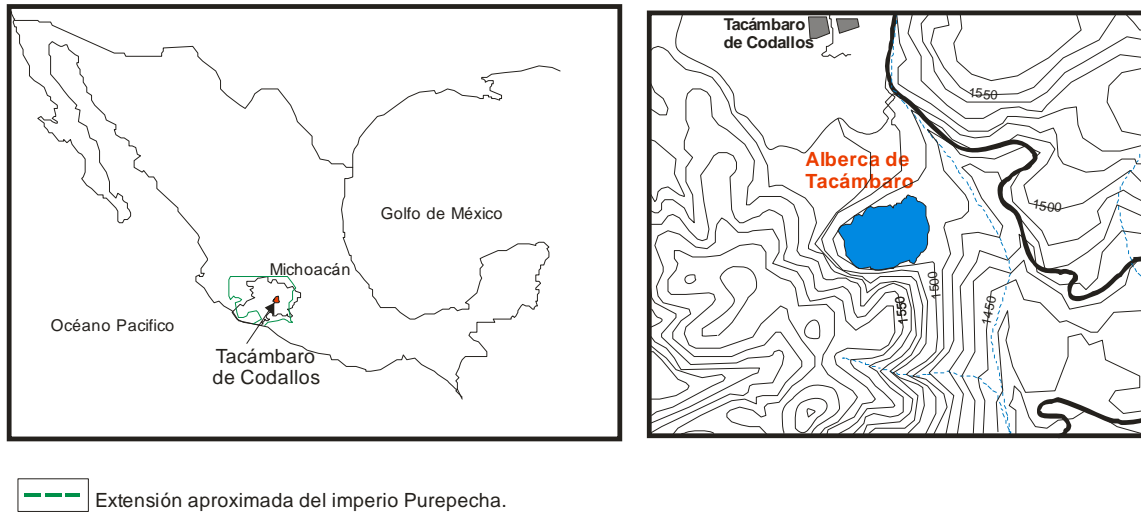 Golfo de México
Michoacán
Océano Pacifico
Tacámbaro
de Codallos
Tacámbaro
de Codallos
1550
Alberca de
Tacámbaro
1500
1500
1550
1450
Extensión aproximada del imperio Purepecha.